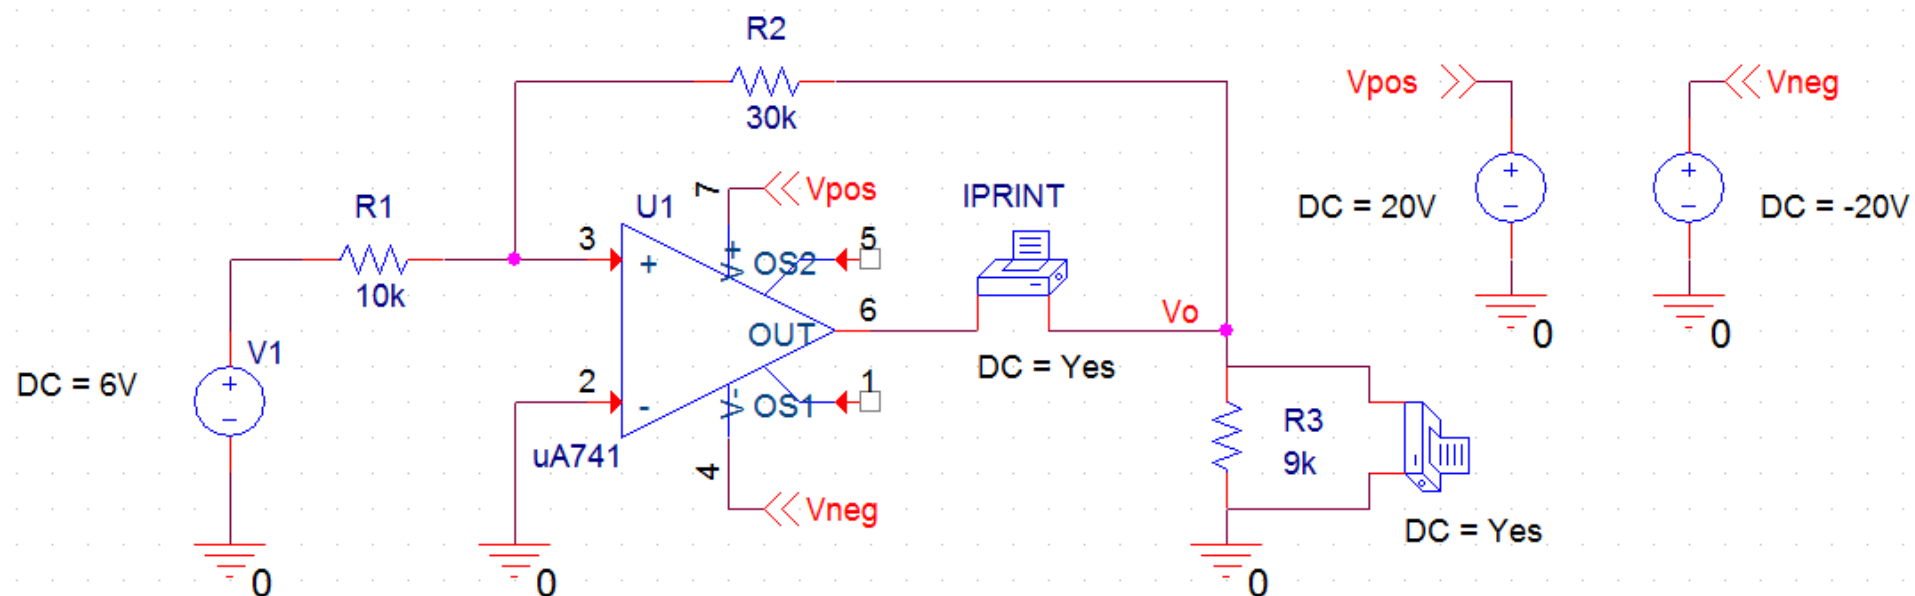 R2
30k
Vpos
Vneg
DC = 20V
DC = -20V
0
0
R1
10k
U1
7
Vpos
IPRINT
3
+
V+
OS2
5
OUT
6
Vo
DC = Yes
V1
DC = 6V
2
-
V-
OS1
1
uA741
4
Vneg
R3
9k
DC = Yes
0
0
0